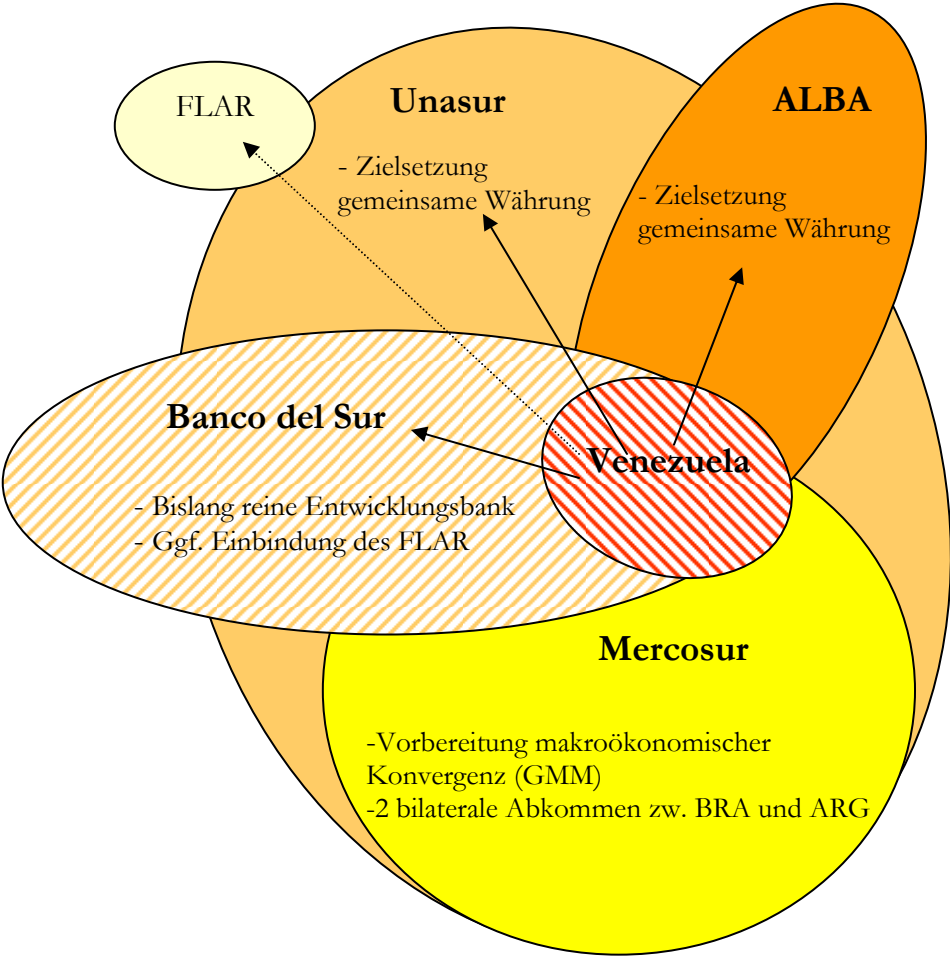 FLAR
Unasur
- Zielsetzung
gemeinsame Währung
ALBA
- Zielsetzung
gemeinsame Währung
Banco del Sur
- Bislang reine Entwicklungsbank
- Ggf. Einbindung des FLAR
Venezuela
Mercosur
-Vorbereitung makroökonomischer
Konvergenz (GMM)
-2 bilaterale Abkommen zw. BRA und ARG